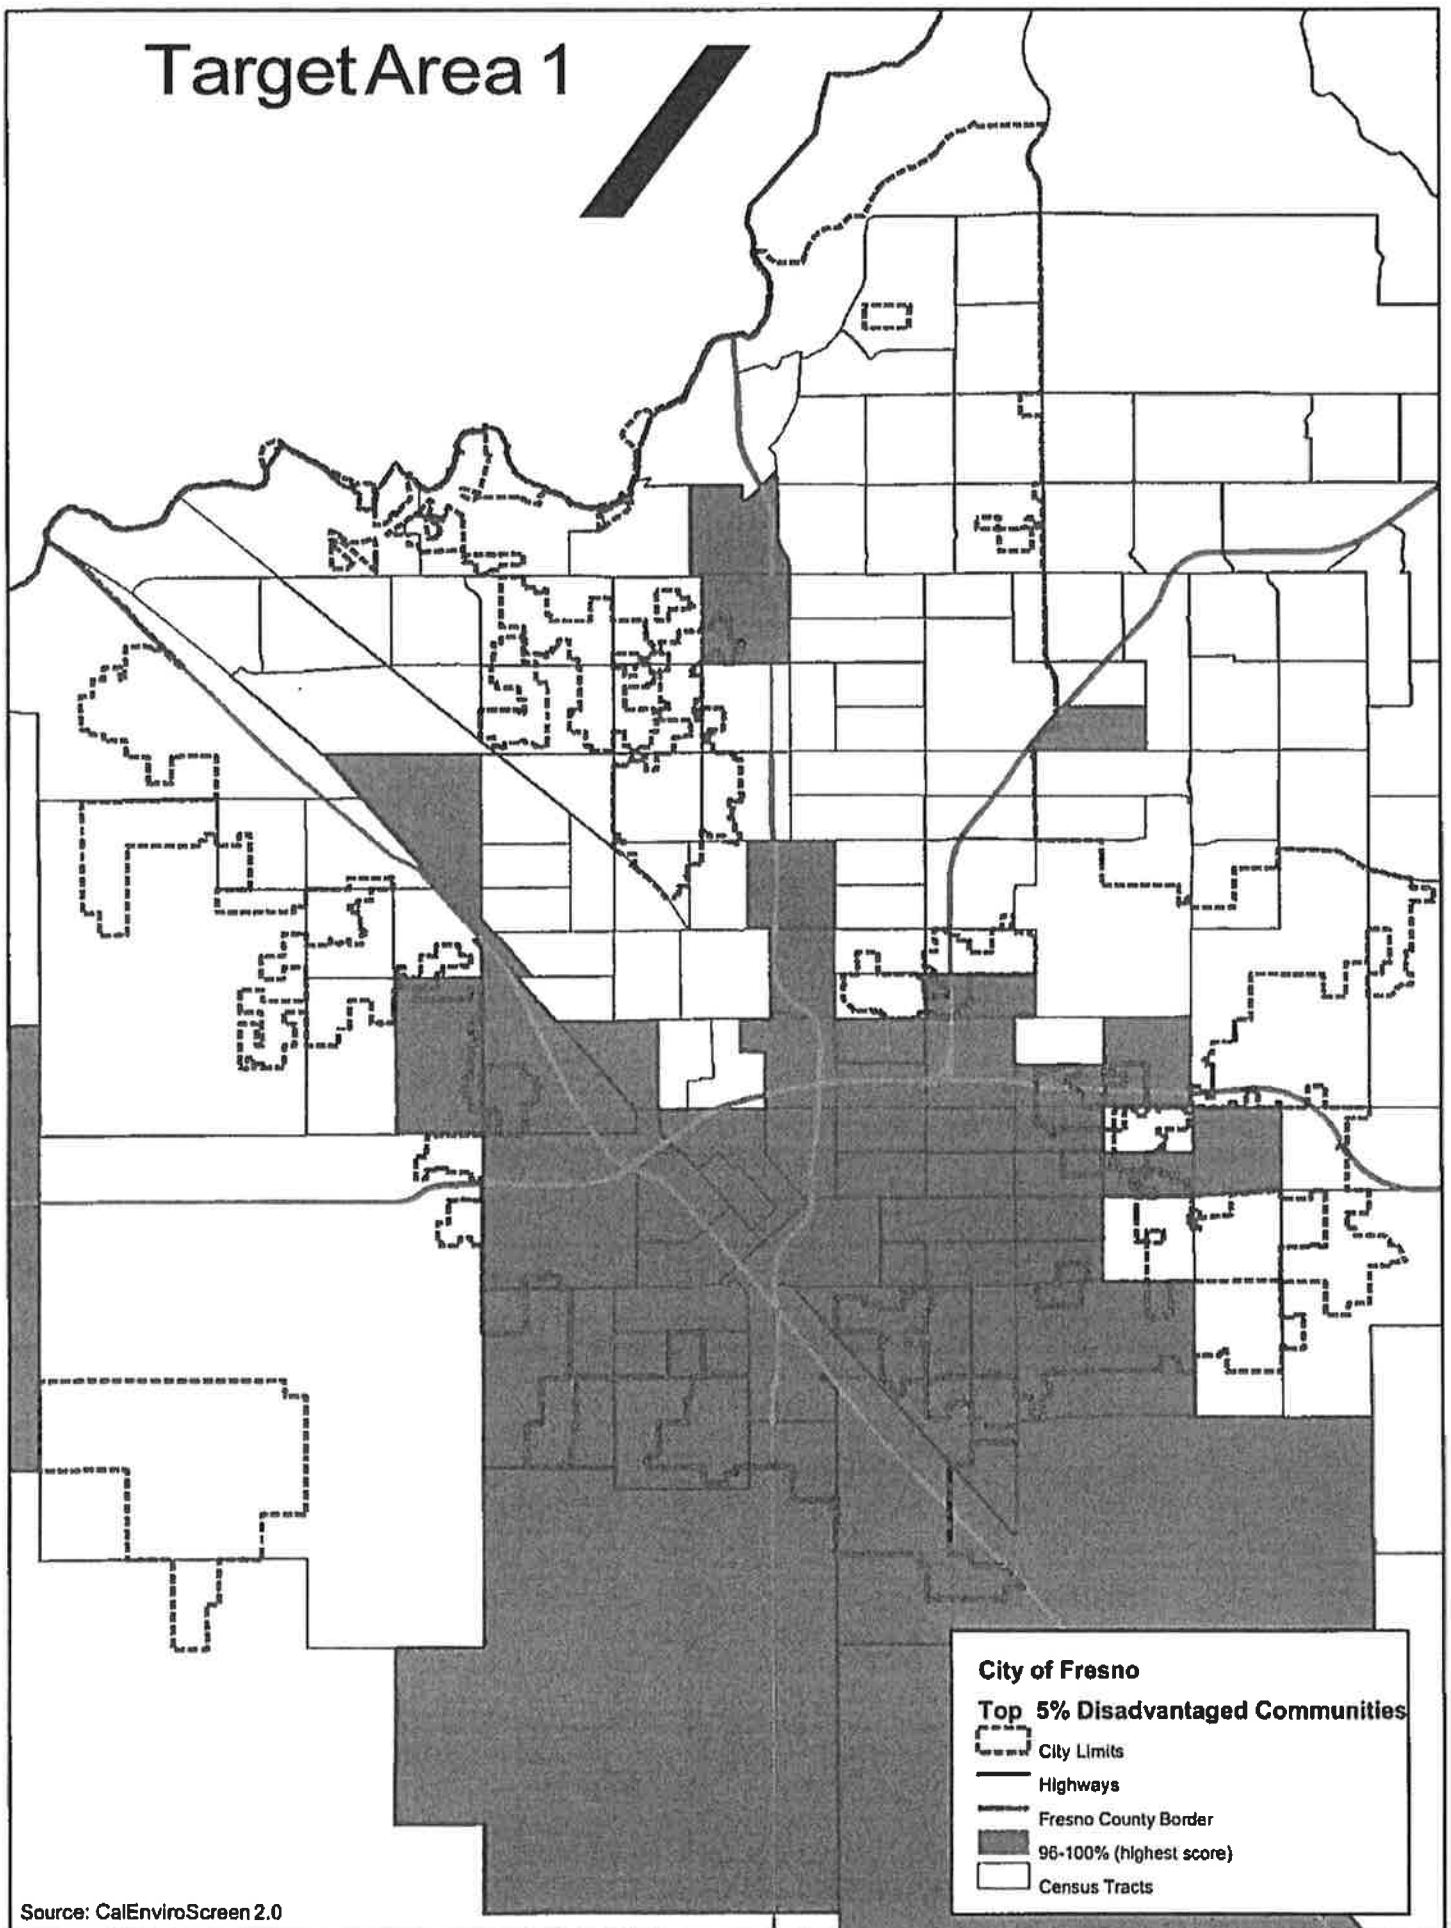 Target Area 1
City of Fresno
Top 5% Disadvantaged Communities
City Limits
Highways
Fresno County Border
96-100% (highest score)
Census Tracts
Source: CalEnviroScreen 2.0